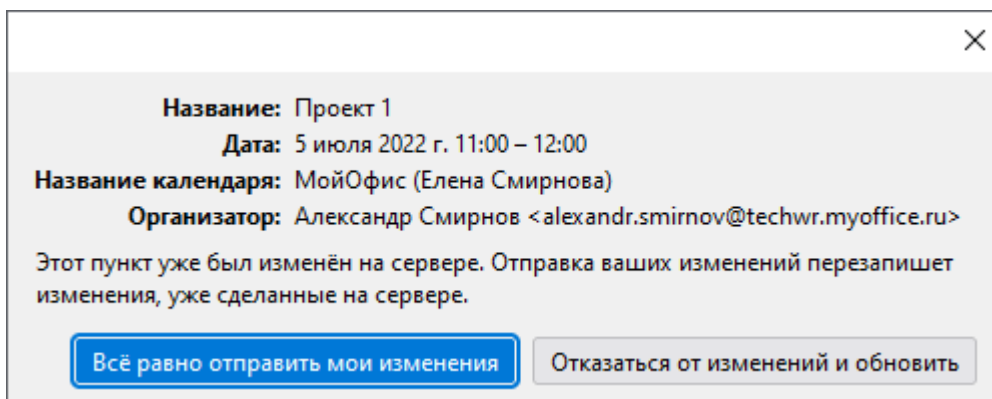 Название: Проект 1
Дата: 5 июля 2022 г. 11:00 – 12:00
Название календаря: МойОфис (Елена Смирнова)
Организатор: Александр Смирнов <alexandr.smirnov@techwr.myoffice.ru>
Этот пункт уже был изменён на сервере. Отправка ваших изменений перезапишет
изменения, уже сделанные на сервере.
Всё равно отправить мои изменения Отказаться от изменений и обновить